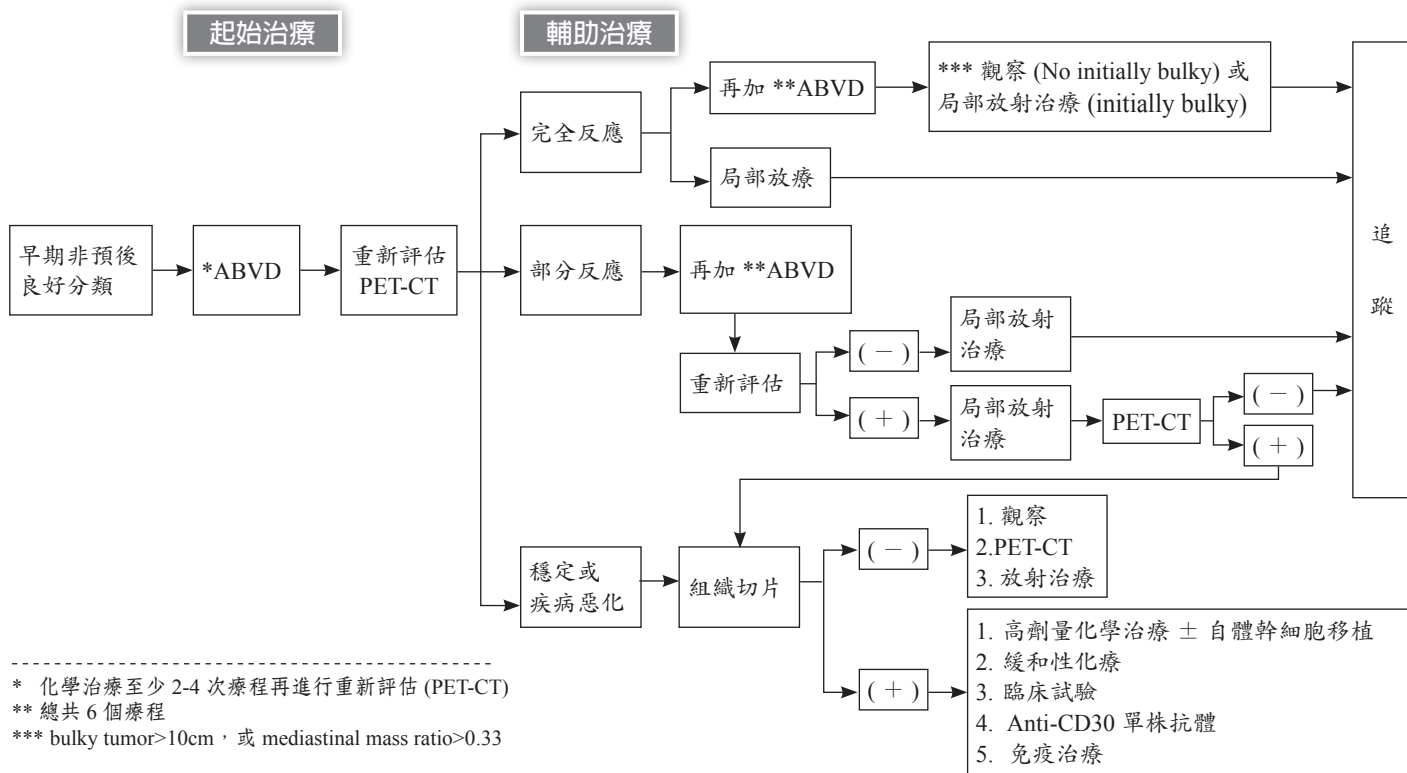 起始治療
輔助治療
再加 **ABVD
*** 觀察 (No initially bulky) 或
局部放射治療 (initially bulky)
完全反應
局部放療
追
蹤
早期非預後
良好分類
*ABVD
重新評估
PET-CT
部分反應
再加 **ABVD
重新評估
( － )
局部放射
治療
( ＋ )
局部放射
治療
PET-CT
( － )
( ＋ )
穩定或
疾病惡化
組織切片
( － )
1. 觀察
2.PET-CT
3. 放射治療
( ＋ )
1. 高劑量化學治療 ± 自體幹細胞移植
2. 緩和性化療
3. 臨床試驗
4. Anti-CD30 單株抗體
5. 免疫治療
* 化學治療至少 2-4 次療程再進行重新評估 (PET-CT)
** 總共 6 個療程
*** bulky tumor>10cm，或 mediastinal mass ratio>0.33